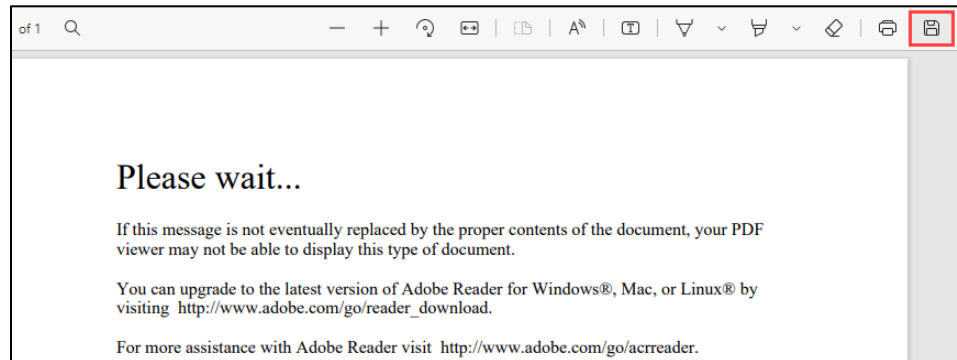 of 1
Please wait...
If this message is not eventually replaced by the proper contents of the document, your PDF
viewer may not be able to display this type of document.
You can upgrade to the latest version of Adobe Reader for Windows®, Mac, or Linux® by
visiting  http://www.adobe.com/go/reader_download.
For more assistance with Adobe Reader visit  http://www.adobe.com/go/acrreader.